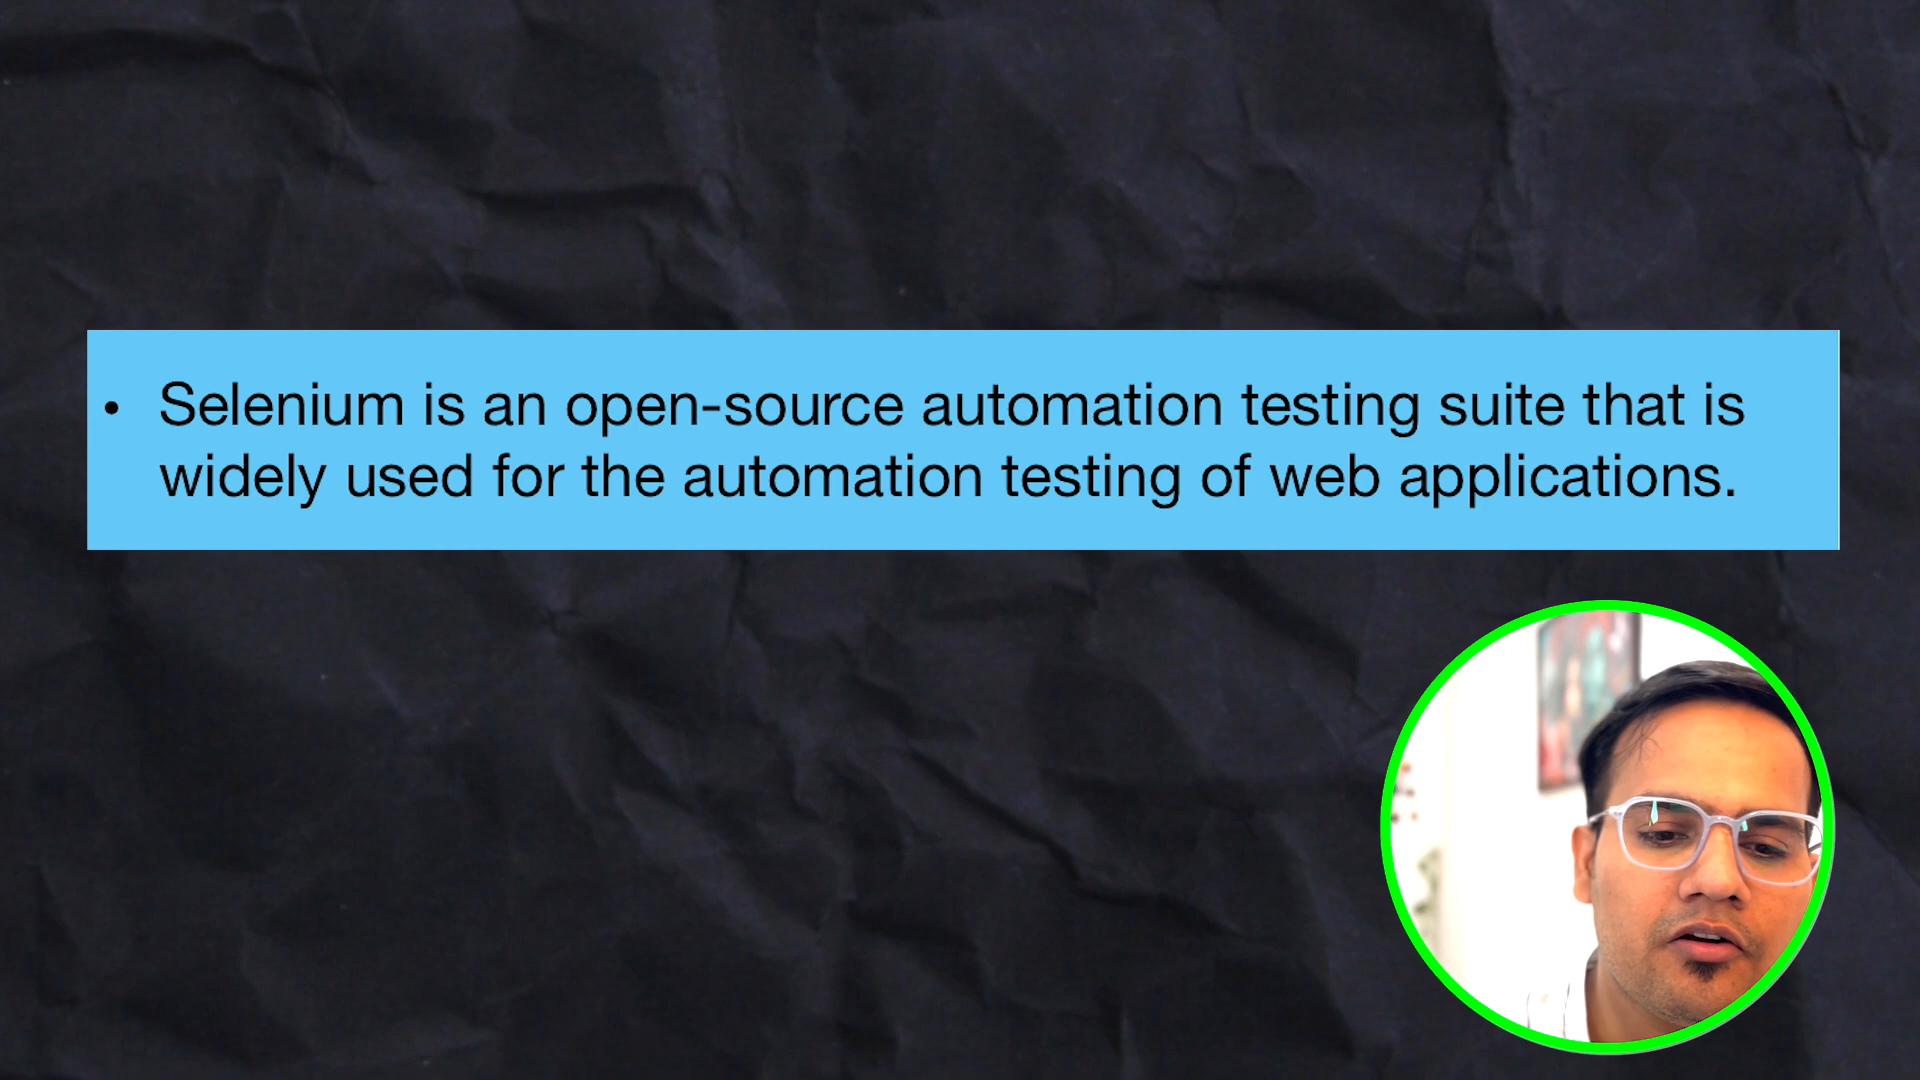 • Selenium is an open-source automation testing suite that is
widely used for the automation testing of web applications.